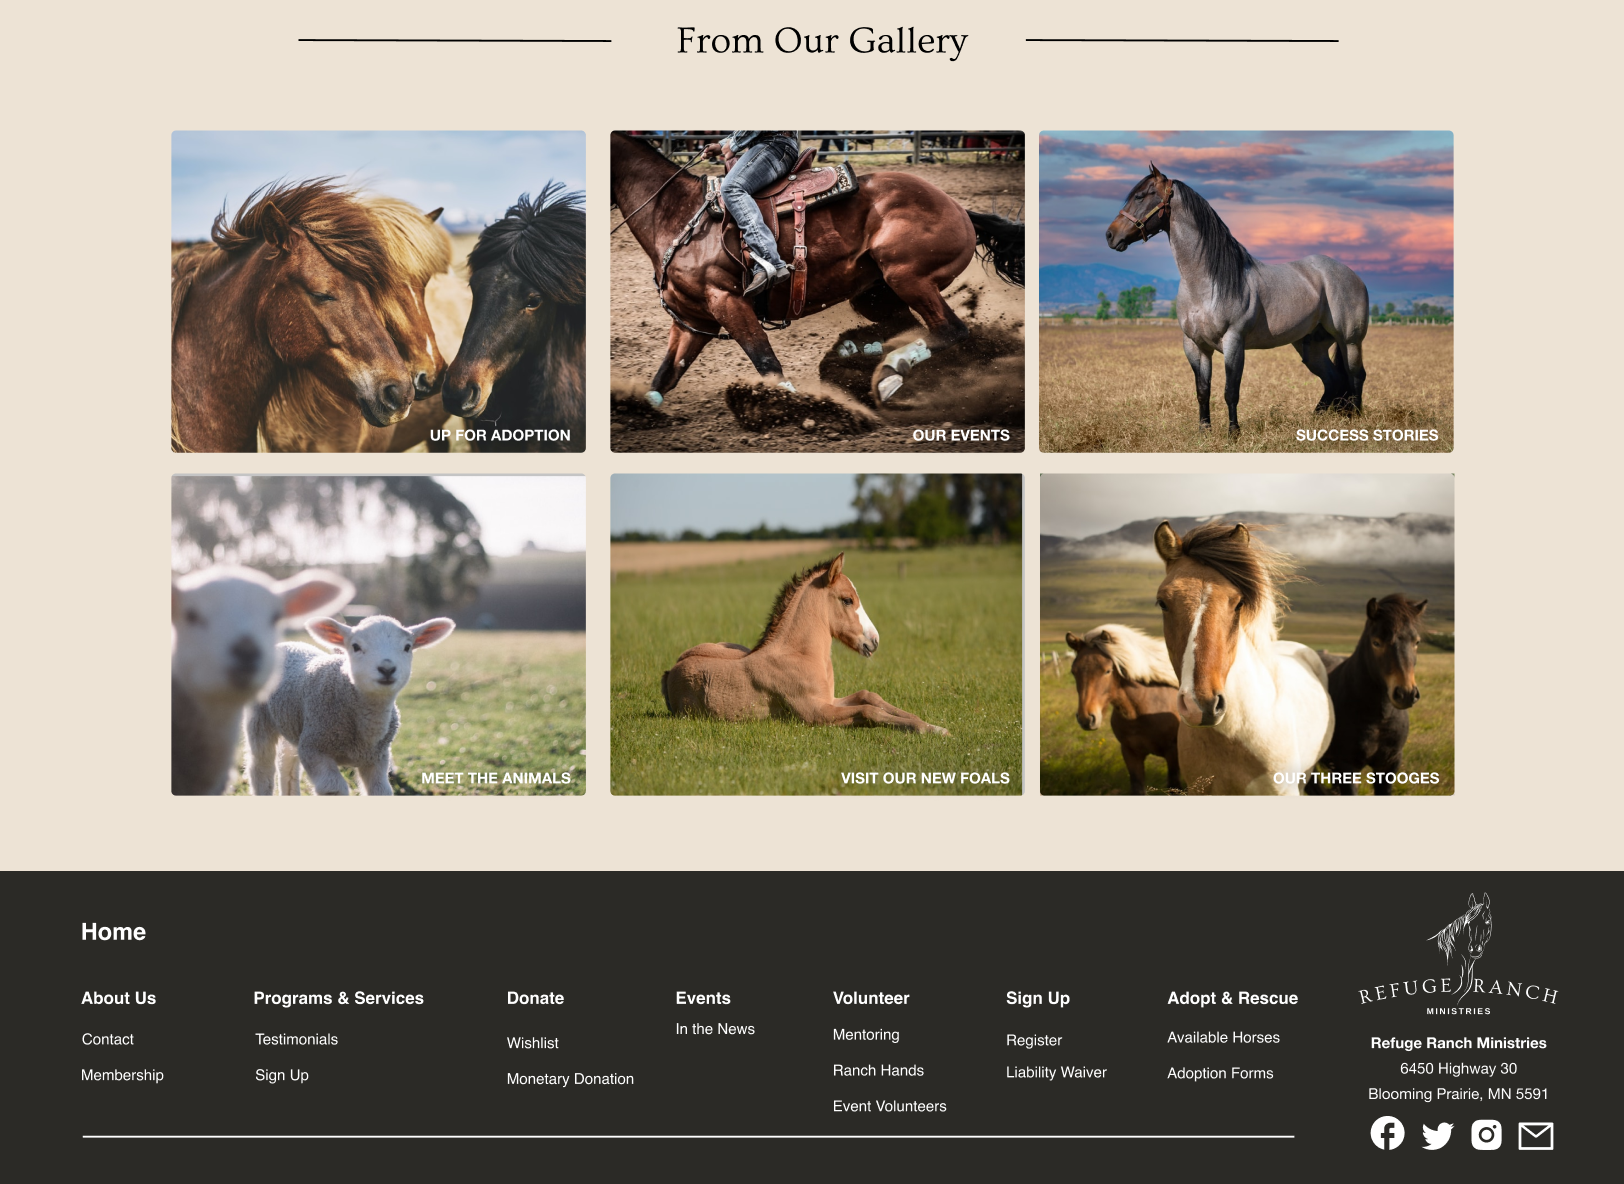 From Our Gallery
UP FOR ADOPTION
OUR EVENTS
SUCCESS STORIES
MEET THE ANIMALS
VISIT OUR NEW FOALS
OUR THREE STOOGES
Home
About Us
Contact
Membership
Programs & Services
Testimonials
Sign Up
Donate
Wishlist
Monetary Donation
Events
In the News
Volunteer
Mentoring
Ranch Hands
Event Volunteers
Sign Up
Register
Liability Waiver
Adopt & Rescue
Available Horses
Adoption Forms
REFUGE RANCH
MINISTRIES
Refuge Ranch Ministries
6450 Highway 30
Blooming Prairie, MN 5591